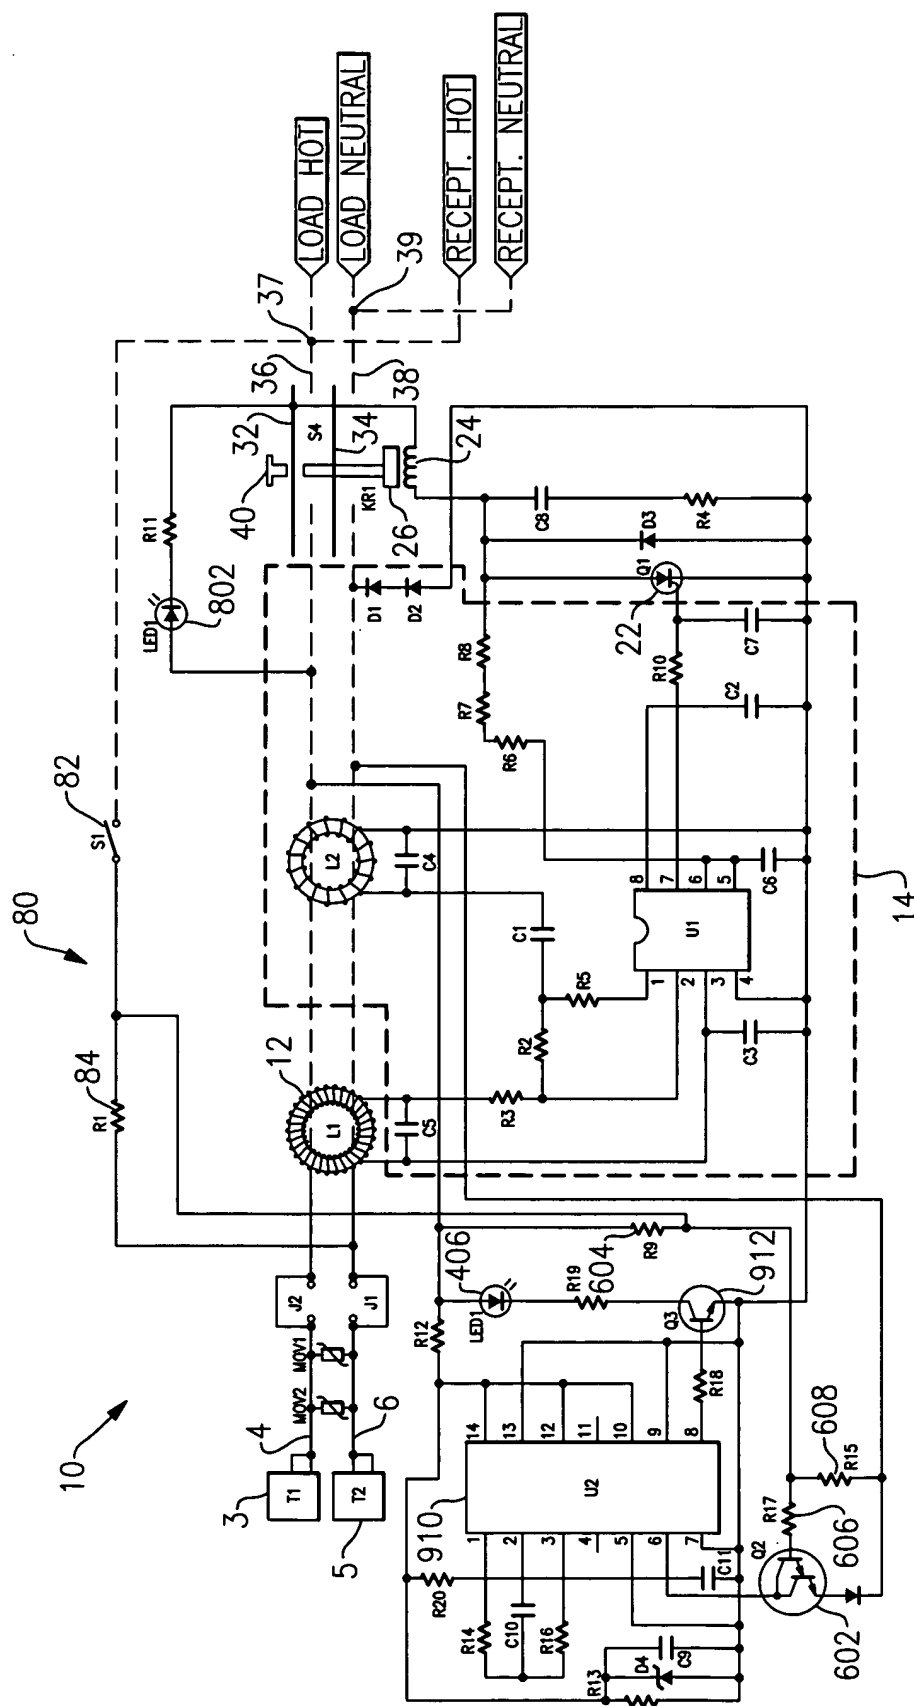 10
80
82
84
S1
R1
R11
LED1
802
40
32
36
37
LOAD HOT
LOAD NEUTRAL
39
RECEPT. HOT
RECEPT. NEUTRAL
S4
34
38
KR1
26
24
3
T1
4
MOV2
MOV1
J2
J1
5
T2
6
12
L1
L2
D1
D2
C5
C4
R3
R2
C1
R5
R6
R7
R8
R10
22
Q1
D3
C8
R4
C7
C2
C6
C3
U1
1
2
3
4
8
7
6
5
14
R12
406
LED1
R19
604
R9
Q3
912
R18
910
U2
14
13
12
11
10
9
8
1
2
3
4
5
6
7
R20
R14
C10
R16
C11
R13
D4
C9
Q2
602
R17
606
R15
608